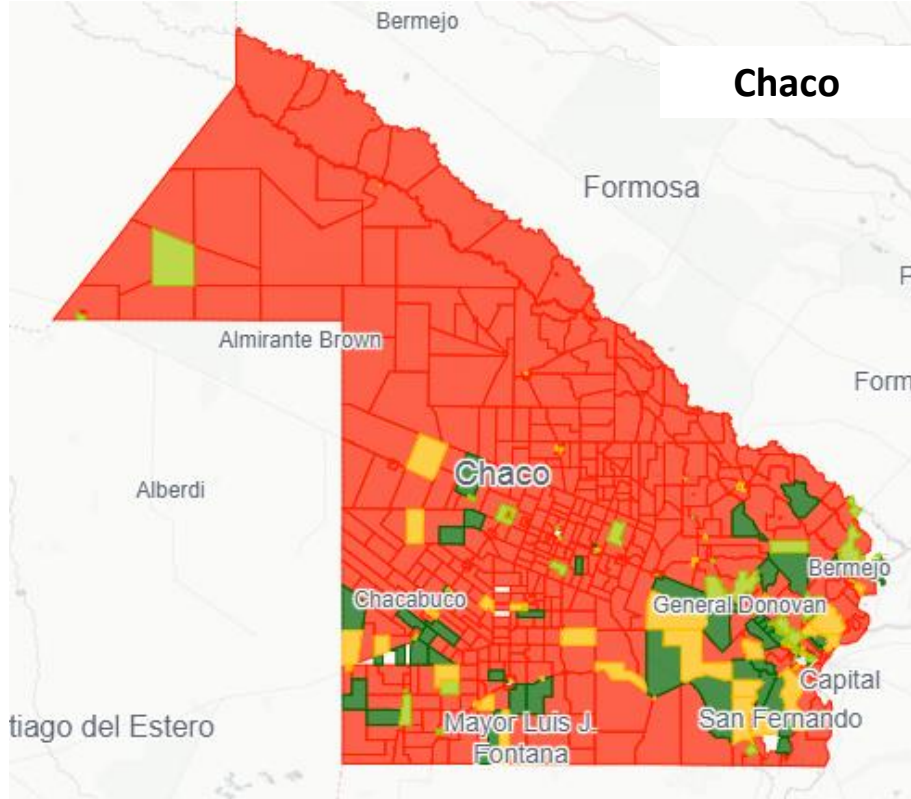 Bermejo
Chaco
Formosa
Almirante Brown
Form
Chaco
Alberdi
Bermejo
Chacabuco
General Donovan
Capital
tiago del Estero
Mayor Luis J.
Fontana
San Fernando